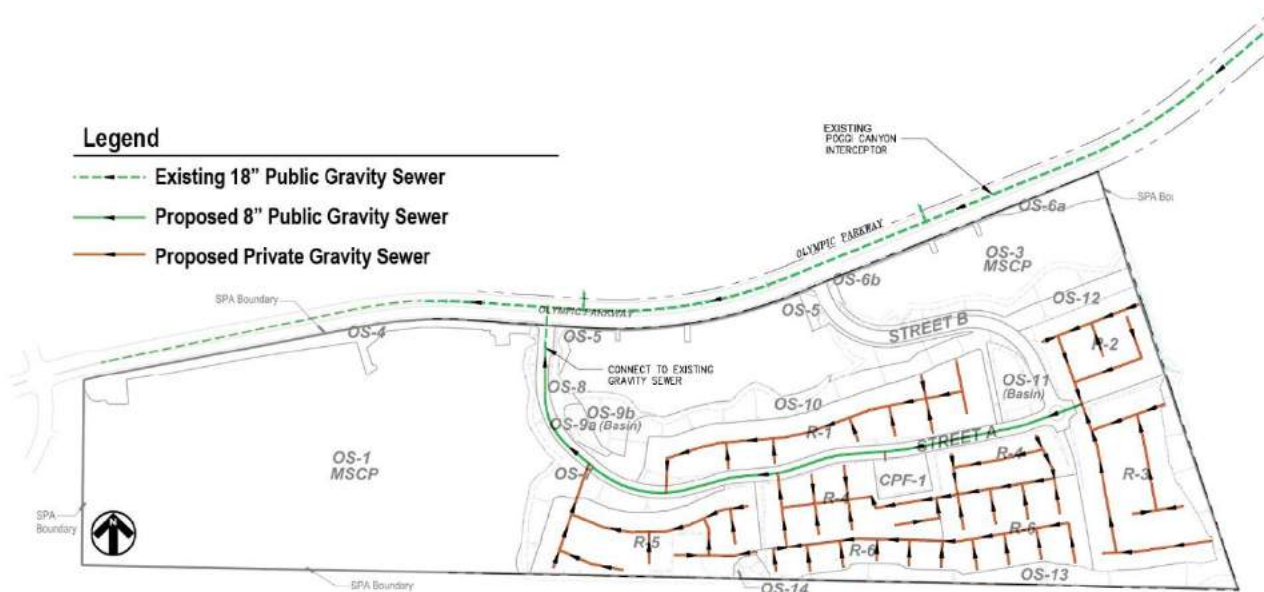 Legend
Existing 18" Public Gravity Sewer
Proposed 8" Public Gravity Sewer
Proposed Private Gravity Sewer
EXISTING
POGGI CANYON
INTERCEPTOR
SPA Bou
OS-6a
OLYMPIC PARKWAY
OS-3
MSCP
OS-6b
OS-12
SPA Boundary
OLYMPIC PARKWAY
OS-5
STREET B
OS-4
OS-5
R-2
CONNECT TO EXISTING
GRAVITY SEWER
OS-8
OS-11
(Basin)
OS-10
OS-9b
(Basin)
OS-9a
R-1
STREET A
OS-1
MSCP
OS-7
R-4
CPF-1
R-3
R-4
SPA
Boundary
N
R-5
R-6
R-6
OS-13
SPA Boundary
OS-14